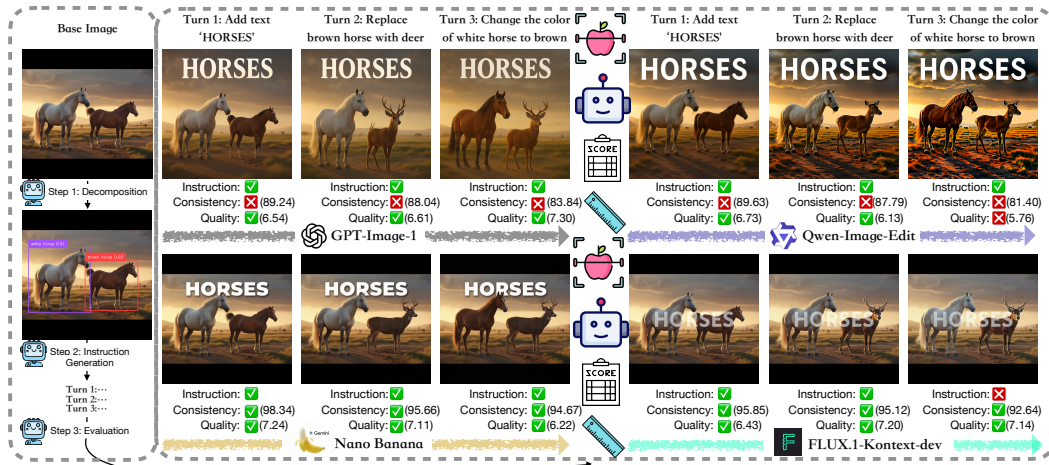 Base Image
white horse 0.91
brown horse 0.87
Step 1: Decomposition
Step 2: Instruction
Generation
Turn 1:···
Turn 2:···
Turn 3:···
Step 3: Evaluation
Turn 1: Add text
'HORSES'
Turn 2: Replace
brown horse with deer
Turn 3: Change the color
of white horse to brown
HORSES
HORSES
HORSES
Instruction: ✅
Consistency: ❌ (89.24)
Quality: ✅ (6.54)
Instruction: ✅
Consistency: ❌ (88.04)
Quality: ✅ (6.61)
Instruction: ✅
Consistency: ❌ (83.84)
Quality: ✅ (7.30)
GPT-Image-1
SCORE
Turn 1: Add text
'HORSES'
Turn 2: Replace
brown horse with deer
Turn 3: Change the color
of white horse to brown
HORSES
HORSES
HORSES
Instruction: ✅
Consistency: ❌ (89.63)
Quality: ✅ (6.73)
Instruction: ✅
Consistency: ❌ (87.79)
Quality: ✅ (6.13)
Instruction: ✅
Consistency: ❌ (81.40)
Quality: ❌ (5.76)
Qwen-Image-Edit
HORSES
HORSES
HORSES
Instruction: ✅
Consistency: ✅ (98.34)
Quality: ✅ (7.24)
Instruction: ✅
Consistency: ✅ (95.66)
Quality: ✅ (7.11)
Instruction: ✅
Consistency: ✅ (94.67)
Quality: ✅ (6.22)
Gemini
Nano Banana
SCORE
HORSES
HORSES
HORSES
Instruction: ✅
Consistency: ✅ (95.85)
Quality: ✅ (6.43)
Instruction: ✅
Consistency: ✅ (95.12)
Quality: ✅ (7.20)
Instruction: ❌
Consistency: ✅ (92.64)
Quality: ✅ (7.14)
FLUX.1-Kontext-dev